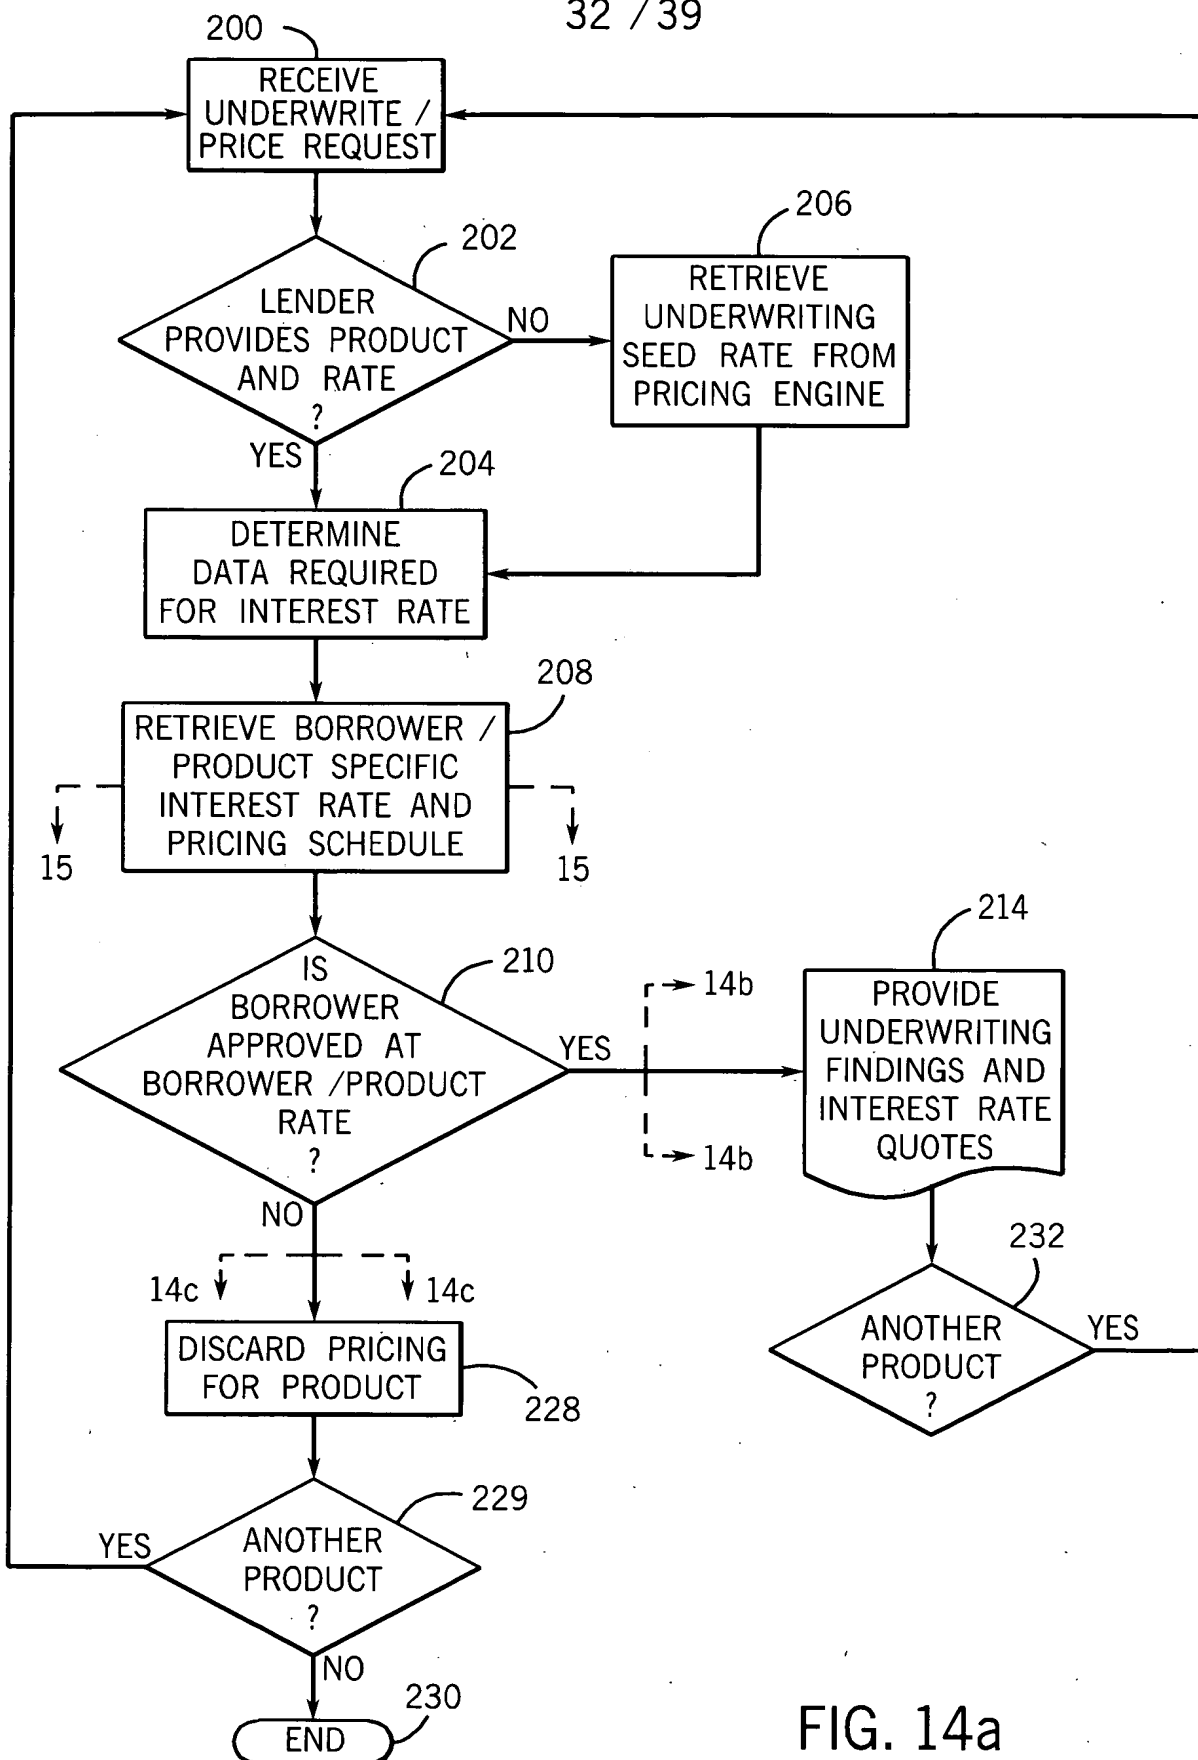 32 / 39
200
RECEIVE
UNDERWRITE /
PRICE REQUEST
202
LENDER
PROVIDES PRODUCT
AND RATE
?
NO
YES
206
RETRIEVE
UNDERWRITING
SEED RATE FROM
PRICING ENGINE
204
DETERMINE
DATA REQUIRED
FOR INTEREST RATE
208
RETRIEVE BORROWER /
PRODUCT SPECIFIC
INTEREST RATE AND
PRICING SCHEDULE
15
15
210
IS
BORROWER
APPROVED AT
BORROWER /PRODUCT
RATE
?
YES
14b
14b
NO
214
PROVIDE
UNDERWRITING
FINDINGS AND
INTEREST RATE
QUOTES
232
ANOTHER
PRODUCT
?
YES
14c
14c
DISCARD PRICING
FOR PRODUCT
228
229
ANOTHER
PRODUCT
?
YES
NO
230
END
FIG. 14a